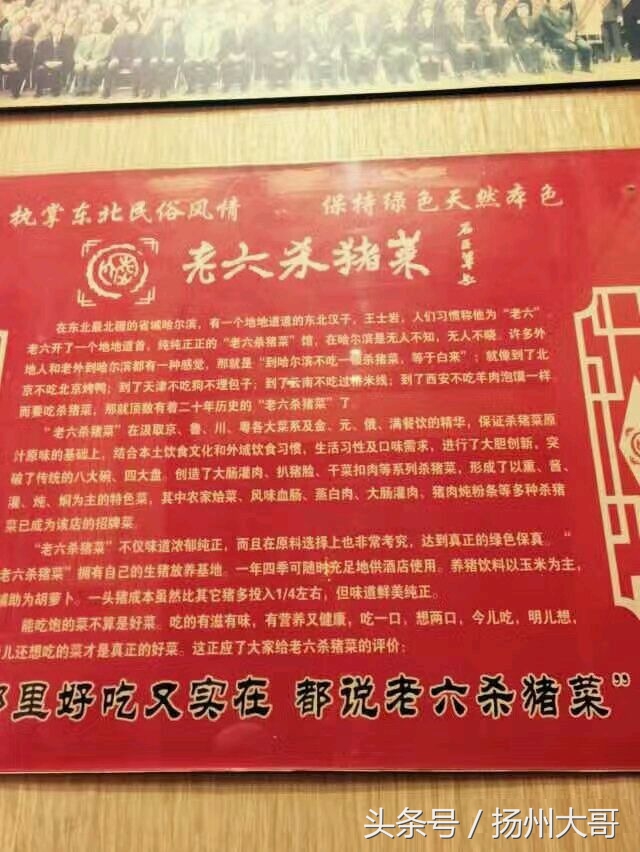 执掌东北民俗风情 保持绿色天然本色
老六杀猪菜
在东北最北疆的省城哈尔滨，有一个地地道道的东北汉子，王士岩，人们习惯称他为“老六”
老六开了一个地地道首，纯纯正正的“老六杀猪菜”馆，在哈尔滨是无人不知，无人不晓。许多外
地人和老外到哈尔滨都有一种感觉，那就是“到哈尔滨不吃一 杀猪菜，等于白来”；就像到了北
京不吃北京烤鸭；到了天津不吃狗不理包子；到了云南不吃过桥米线；到了西安不吃羊肉泡馍一样
而要吃杀猪菜，那就顶数有着二十年历史的“老六杀猪菜”了
“老六杀猪菜”在汲取京、鲁、川、粤各大菜系及金、元、俄、满餐饮的精华，保证杀猪菜原
汁原味的基础上，结合本土饮食文化和外域饮食习惯，生活习性及口味需求，进行了大胆创新，突
破了传统的八大碗、四大盘。创造了大肠灌肉、扒猪脸、干菜扣肉等系列杀猪菜，形成了以熏、酱、
灌、炖、焖为主的特色菜，其中农家烩菜、风味血肠、蒸白肉、大肠灌肉、猪肉炖粉条等多种杀猪
菜已成为该店的招牌菜。
“老六杀猪菜”不仅味道浓郁纯正，而且在原料选择上也非常考究，达到真正的绿色保真。“
老六杀猪菜”拥有自己的生猪放养基地。一年四季可随时充足地供酒店使用。养猪饮料以玉米为主，
辅助为胡萝卜。一头猪成本虽然比其它猪多投入1/4左右，但味道鲜美纯正。
能吃饱的菜不算是好菜。吃的有滋有味，有营养又健康，吃一口，想两口，今儿吃，明儿想，
儿还想吃的菜才是真正的好菜。这正应了大家给老六杀猪菜的评价：
里好吃又实在 都说老六杀猪菜”
头条号／扬州大哥